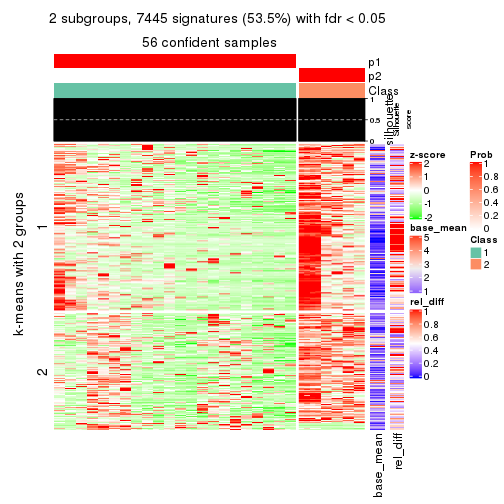 2 subgroups, 7445 signatures (53.5%) with fdr < 0.05
56 confident samples
p1
p2
Class
1
0.5
0
silhouette
Silhouette
score
k-means with 2 groups
1
2
z-score
2
1
0
-1
-2
base_mean
5
4
3
2
1
rel_diff
1
0.8
0.6
0.4
0.2
0
Prob
1
0.8
0.6
0.4
0.2
0
Class
1
2
base_mean
rel_diff